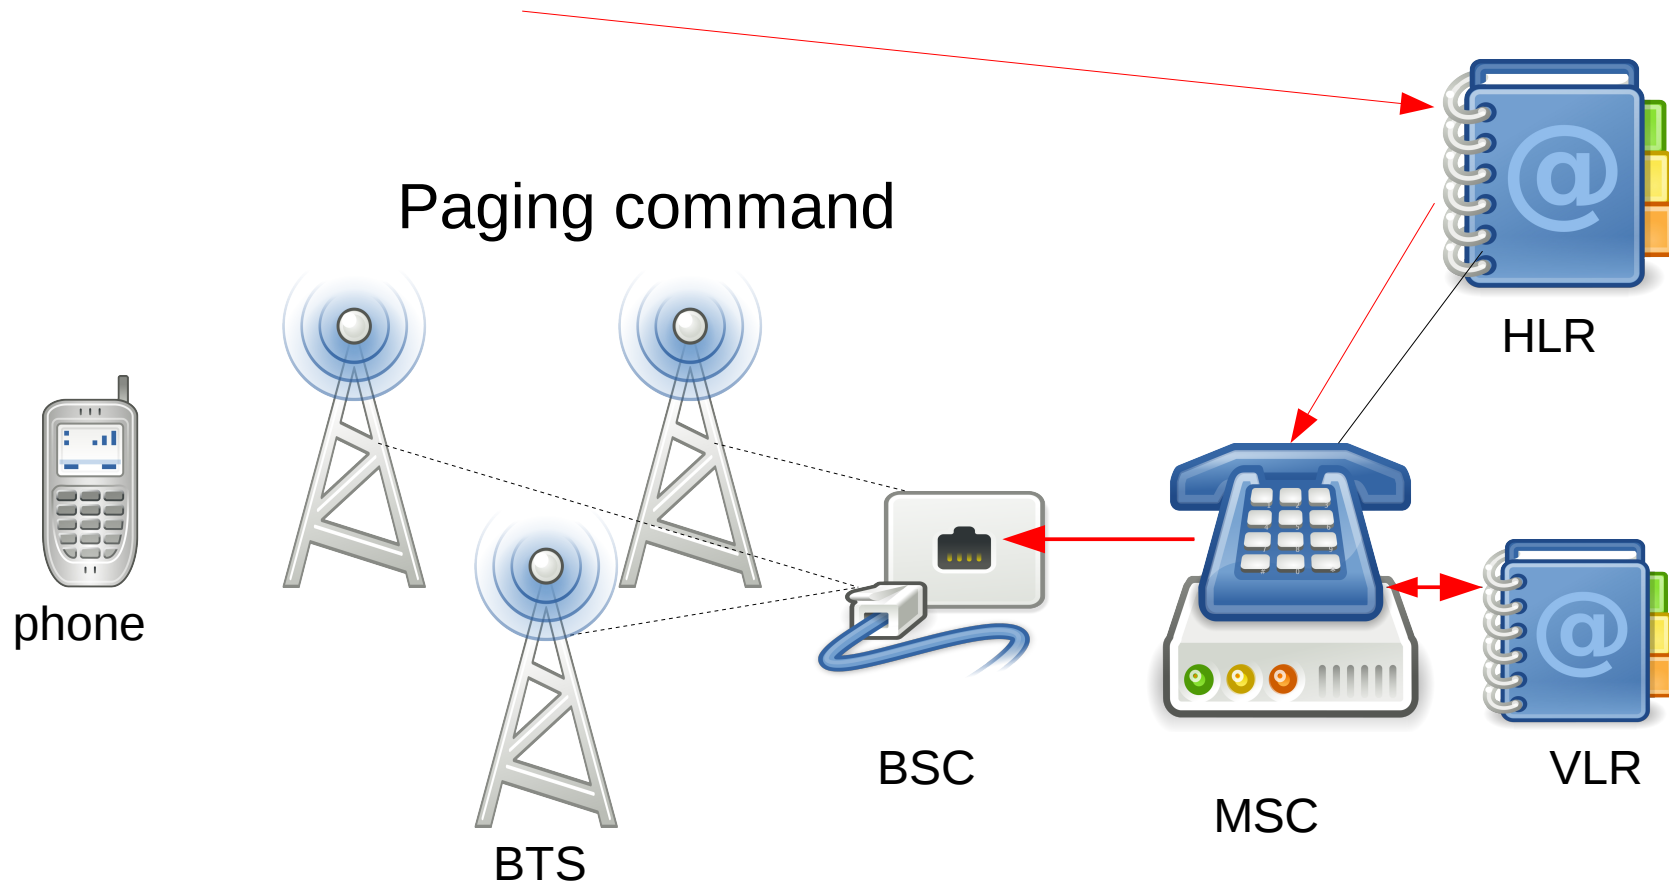 Paging command
@
HLR
phone
@
BSC
VLR
MSC
BTS